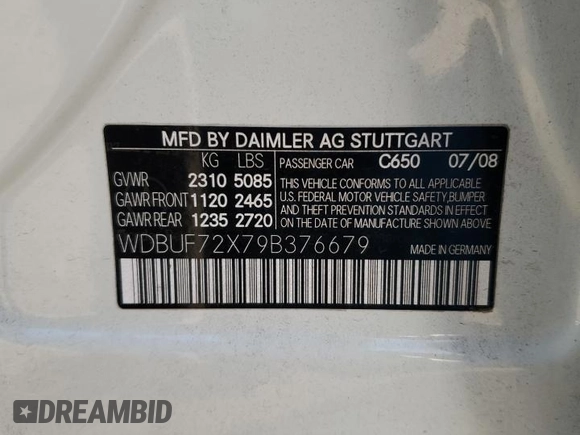 MFD BY DAIMLER AG STUTTGART
KG LBS PASSENGER CAR C650 07/08
GVWR 2310 5085 THIS VEHICLE CONFORMS TO ALL
GAWR FRONT 1120 2465 APPLICABLE U.S. FEDERAL MOTOR
GAWR REAR 1235 2720 VEHICLE SAFETY, BUMPER
AND THEFT PREVENTION STANDARDS IN EFFECT
ON THE DATE OF MANUFACTURE
SHOWN ABOVE.
WDBUF72X79B376679 MADE IN GERMANY
DREAMBID